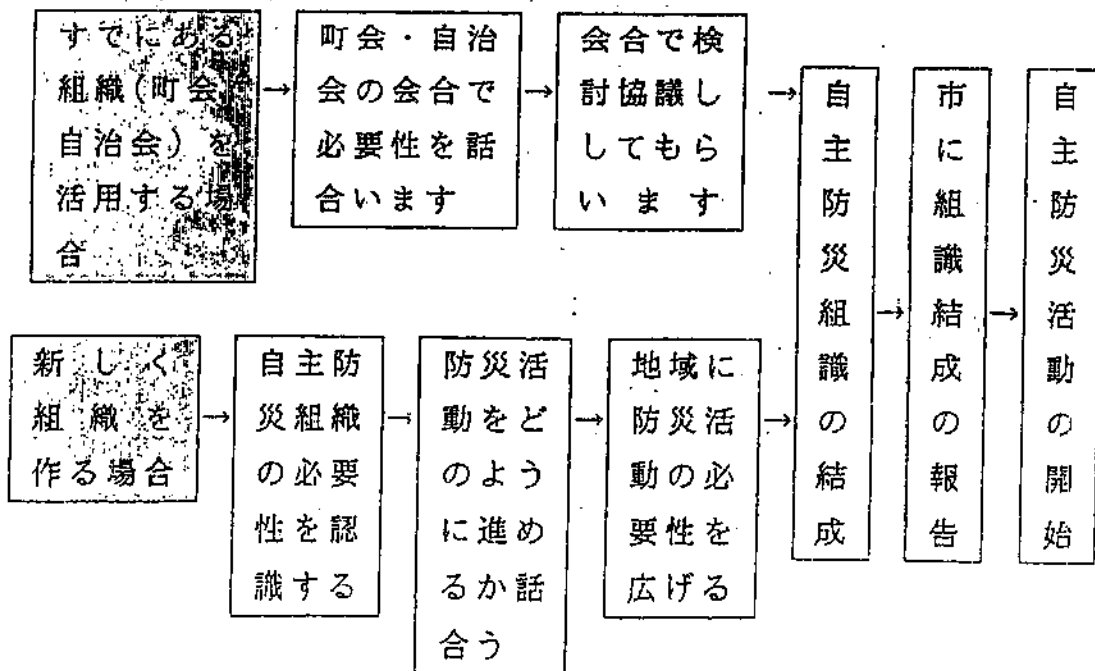 すでにある
組織(町会・
自治会)を
活用する場
合
→
町会・自治
会の会合で
必要性を話
合います
→
会合で検
討協議し
してもら
います
→
新しく
組織を
作る場合
→
自主防
災組織
の必要
性を認
識する
→
防災活
動をど
のよう
に進め
るか話
合う
→
地域に
防災活
動の必
要性を
広げる
→
自主防災組識の結成
→
市に組識結成の報告
→
自主防災活動の開始